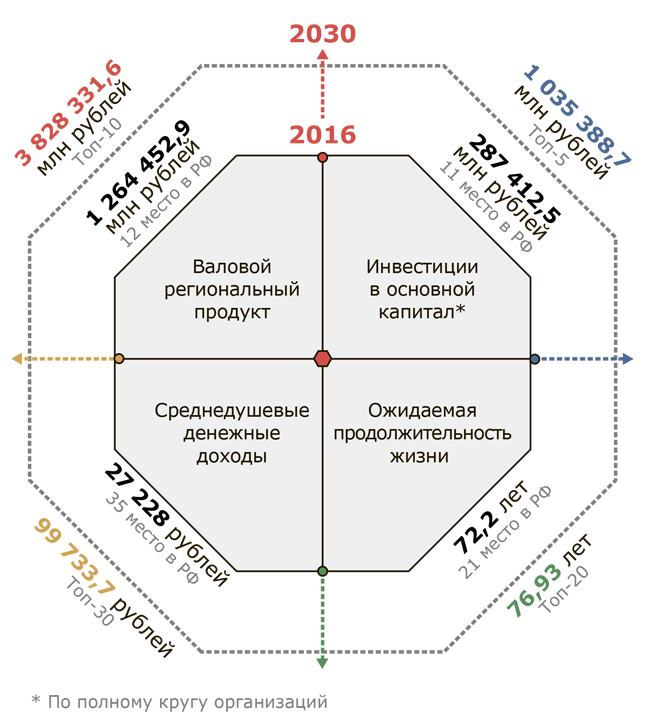 2030
3 828 331,6
млн рублей
Топ-10
1 035 388,7
млн рублей
Топ-5
2016
1 264 452,9
млн рублей
12 место в РФ
287 412,5
млн рублей
11 место в РФ
Валовой
региональный
продукт
Инвестиции
в основной
капитал*
Среднедушевые
денежные
доходы
Ожидаемая
продолжительность
жизни
27 228 рублей
35 место в РФ
72,2 лет
21 место в РФ
99 733,7 рублей
Топ-30
76,93 лет
Топ-20
* По полному кругу организаций